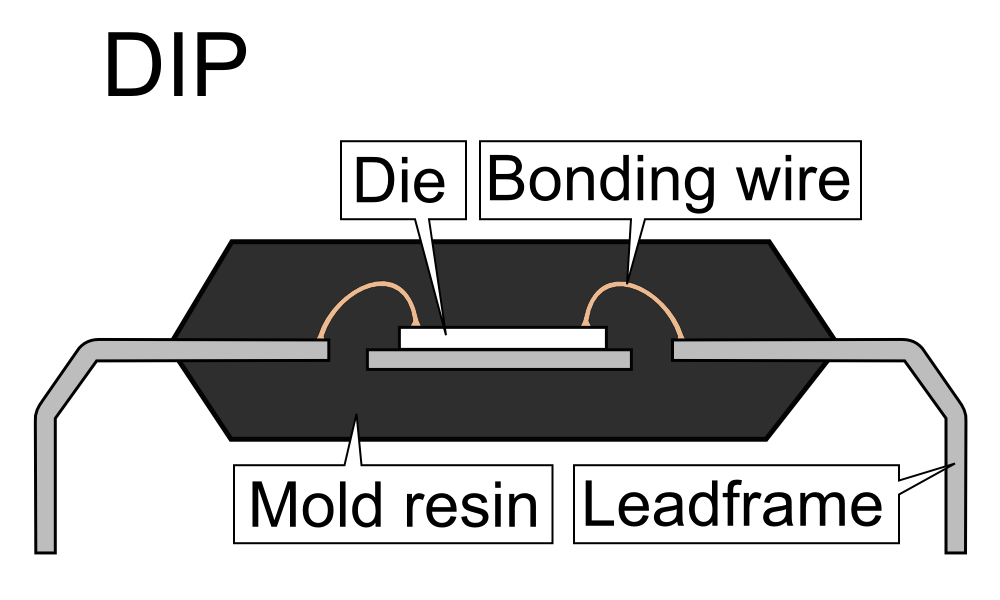 DIP
Die
Bonding wire
Mold resin
Leadframe